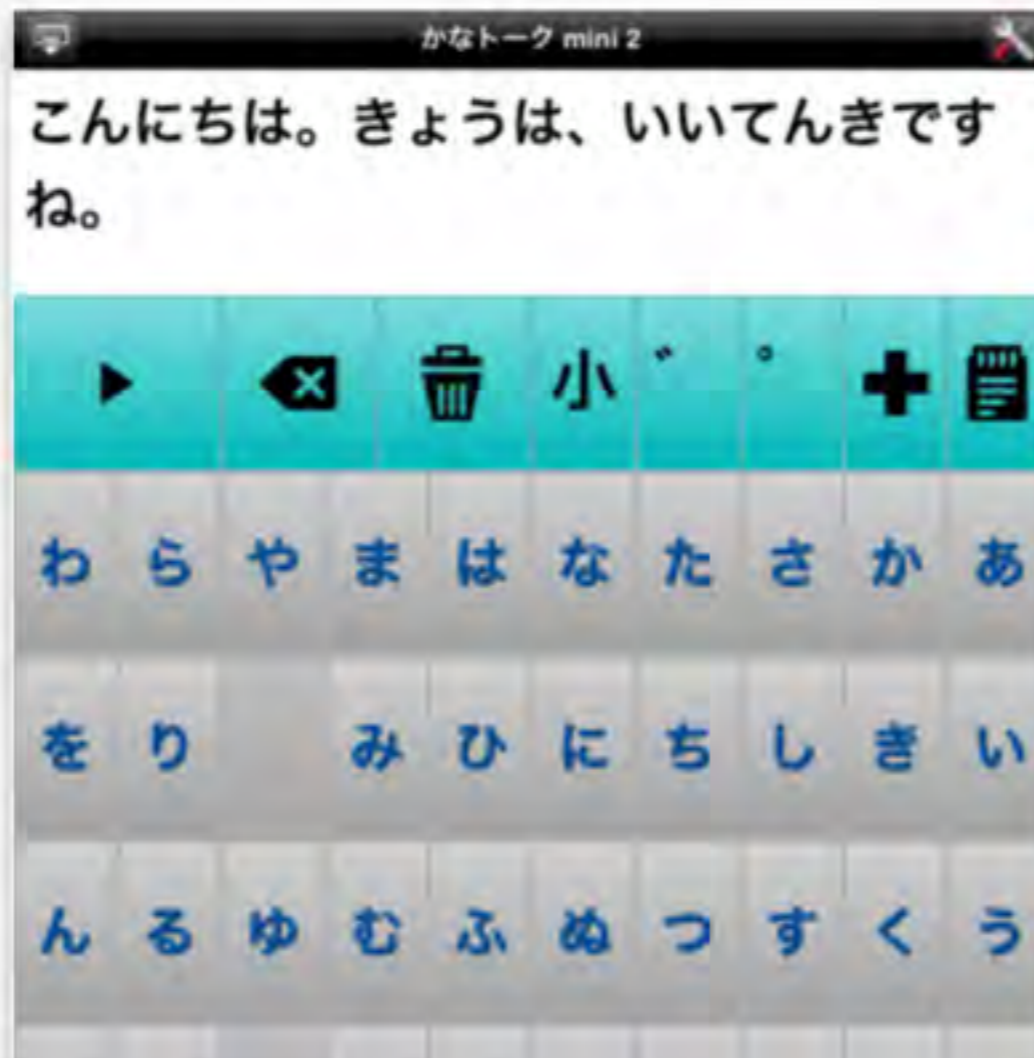 かなトーク mini 2
こんにちは。きょうは、いいてんきです
ね。
小 ゛ ゜
わ ら や ま は な た さ か あ
を り み ひ に ち し き い
ん る ゆ む ふ ぬ つ す く う